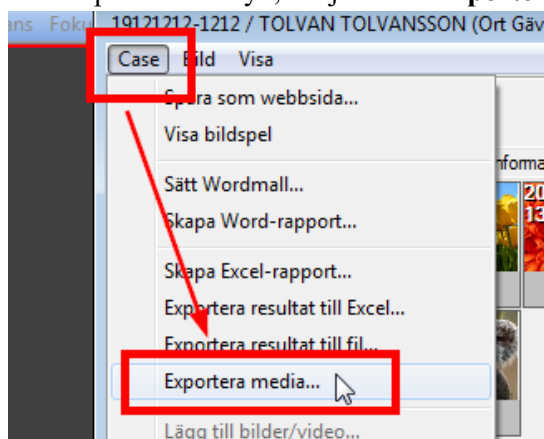 19121212-1212 / TOLVAN TOLVANSSON (Ort Gäv
Case Bild Visa
Spara som webbsida...
Visa bildspel
Sätt Wordmall...
Skapa Word-rapport...
Skapa Excel-rapport...
Exportera resultat till Excel...
Exportera resultat till fil...
Exportera media...
Lägg till bilder/video...